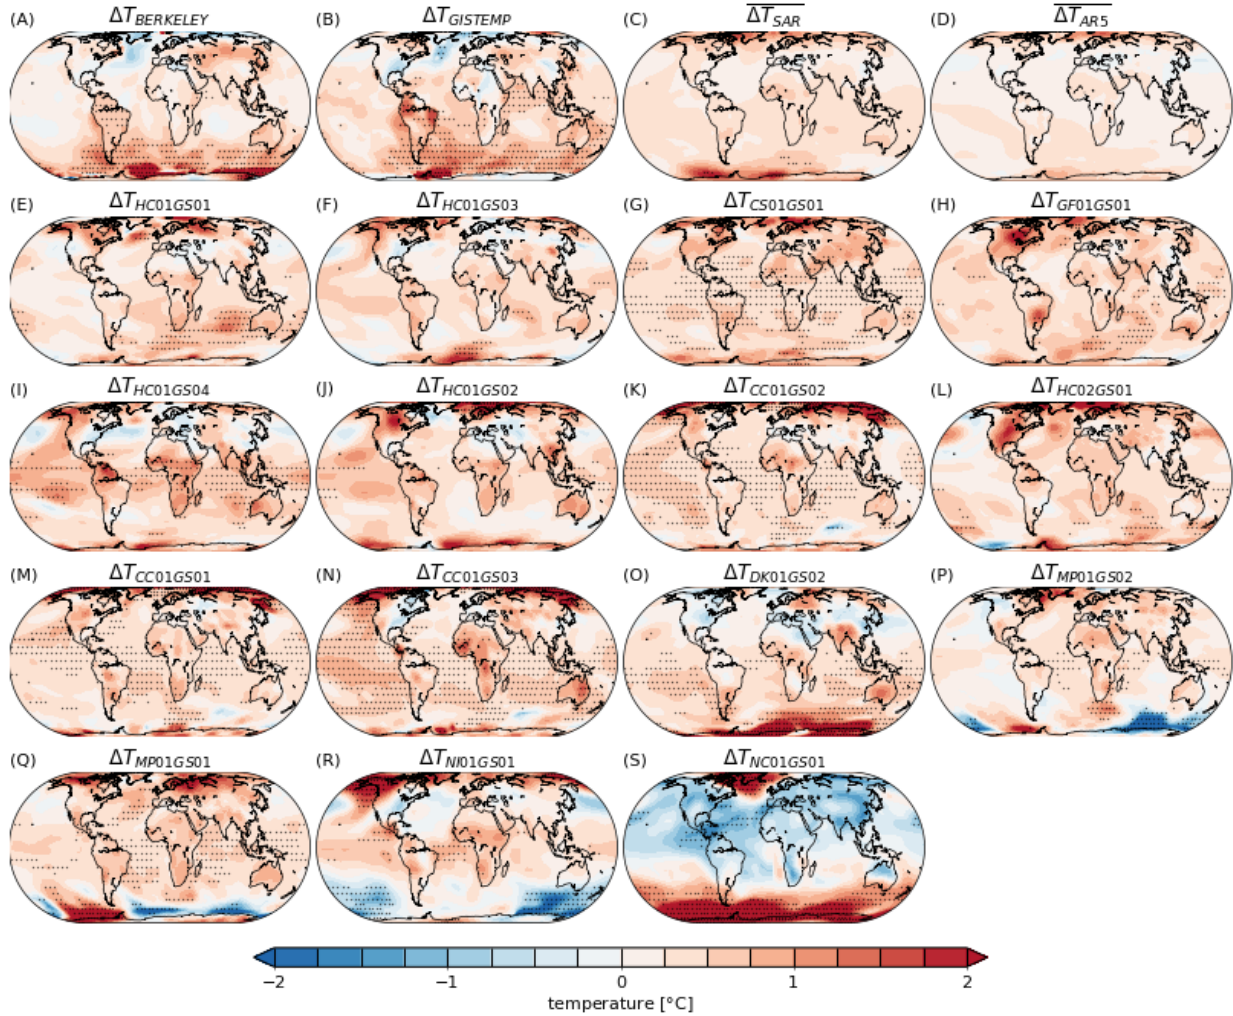 (A) ΔT_BERKELEY (B) ΔT_GISTEMP (C) ΔT_SAR (D) ΔT_AR5
(E) ΔT_HC01GS01 (F) ΔT_HC01GS03 (G) ΔT_CS01GS01 (H) ΔT_GF01GS01
(I) ΔT_HC01GS04 (J) ΔT_HC01GS02 (K) ΔT_CC01GS02 (L) ΔT_HC02GS01
(M) ΔT_CC01GS01 (N) ΔT_CC01GS03 (O) ΔT_DK01GS02 (P) ΔT_MP01GS02
(Q) ΔT_MP01GS01 (R) ΔT_NI01GS01 (S) ΔT_NC01GS01
−2 −1 0 1 2
temperature [°C]